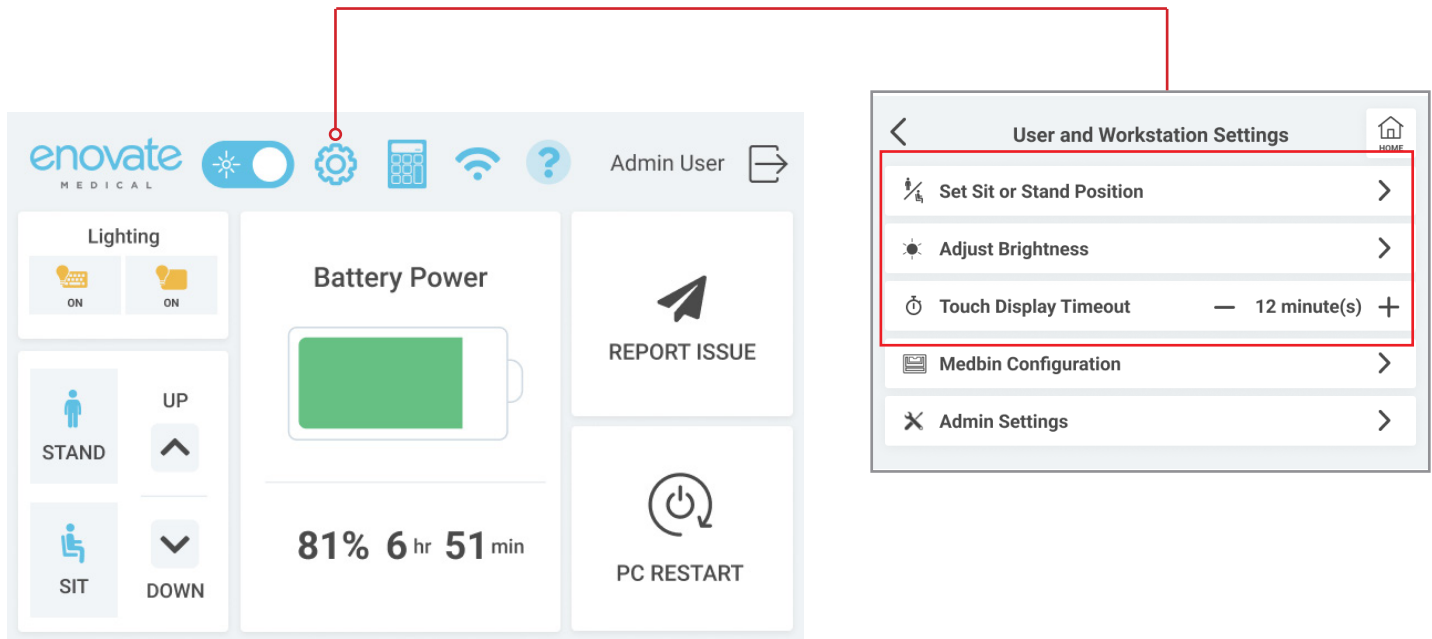 enovate
MEDICAL
?
Admin User
Lighting
ON
ON
STAND
UP
SIT
DOWN
Battery Power
81% 6 hr 51 min
REPORT ISSUE
PC RESTART
User and Workstation Settings
HOME
Set Sit or Stand Position
Adjust Brightness
Touch Display Timeout — 12 minute(s) +
Medbin Configuration
Admin Settings